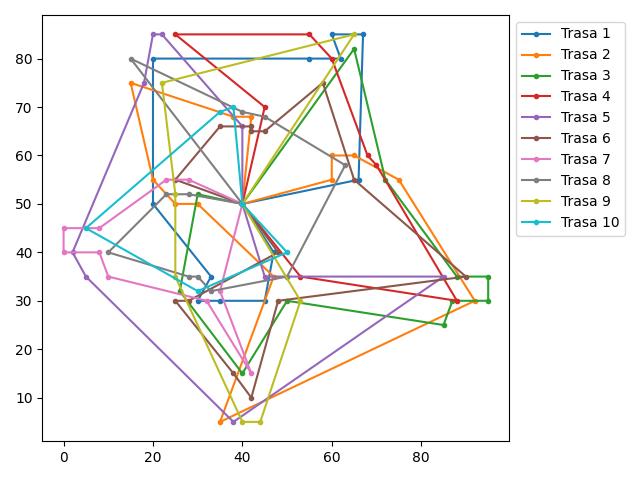 80
70
60
50
40
30
20
10
0 20 40 60 80
Trasa 1
Trasa 2
Trasa 3
Trasa 4
Trasa 5
Trasa 6
Trasa 7
Trasa 8
Trasa 9
Trasa 10